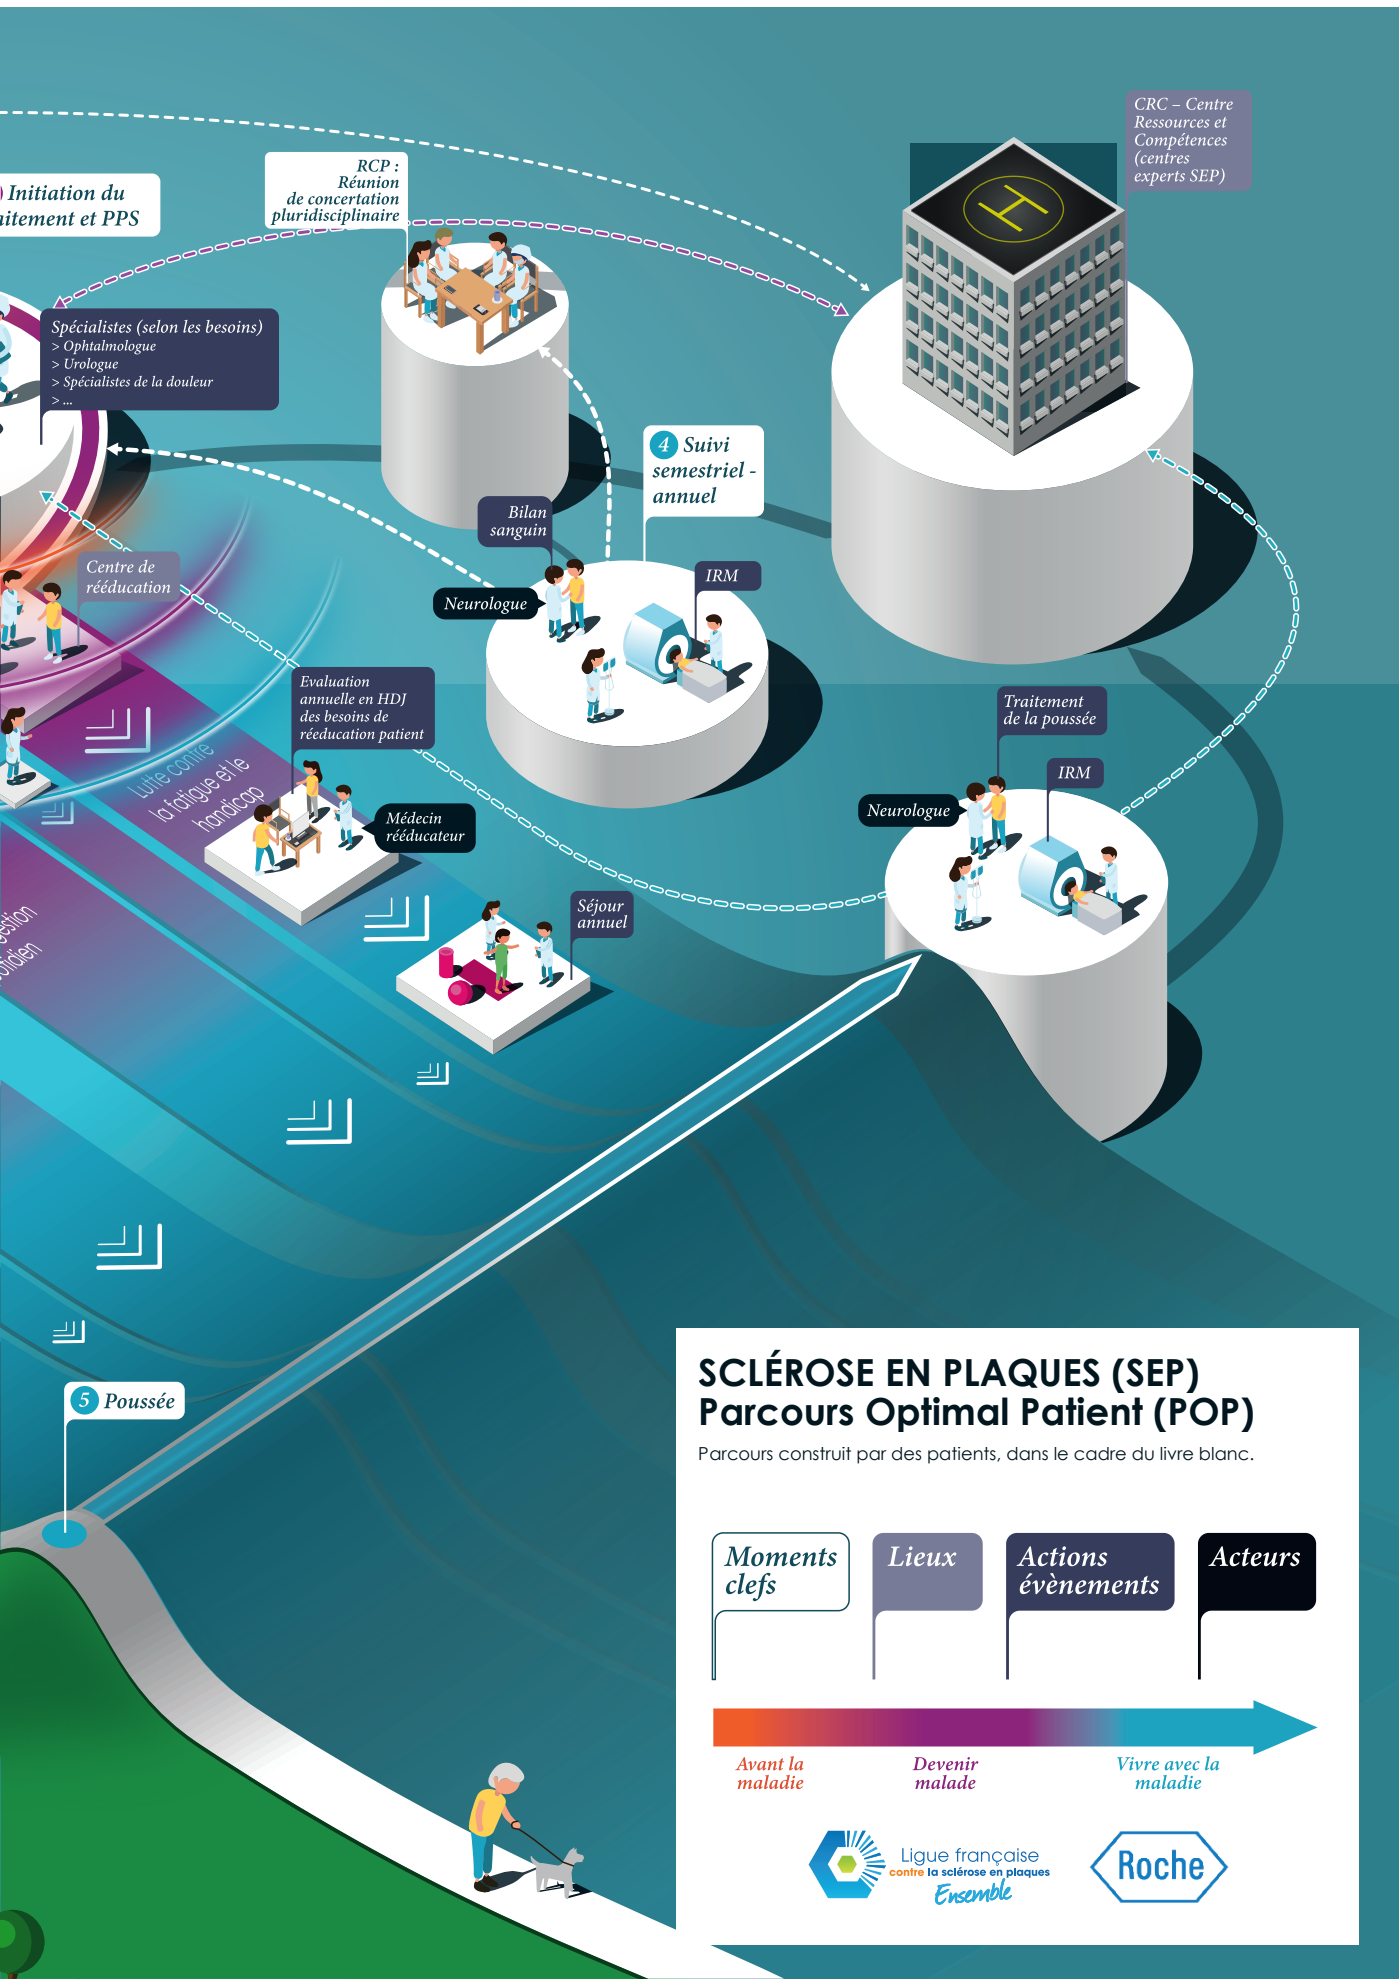 CRC – Centre
Ressources et
Compétences
(centres
experts SEP)
RCP :
Réunion
de concertation
pluridisciplinaire
Initiation du
aitement et PPS
Spécialistes (selon les besoins)
> Ophtalmologue
> Urologue
> Spécialistes de la douleur
> ...
4 Suivi
semestriel -
annuel
Bilan
sanguin
Neurologue
IRM
Centre de
rééducation
Evaluation
annuelle en HDJ
des besoins de
réeducation patient
Traitement
de la poussée
IRM
Neurologue
Lutte contre
la fatigue et le
handicap
Médecin
rééducateur
Séjour
annuel
gestion
otidien
5 Poussée
SCLÉROSE EN PLAQUES (SEP)
Parcours Optimal Patient (POP)
Parcours construit par des patients, dans le cadre du livre blanc.
Moments
clefs
Lieux
Actions
évènements
Acteurs
Avant la
maladie
Devenir
malade
Vivre avec la
maladie
Ligue française
contre la sclérose en plaques
Ensemble
Roche
H